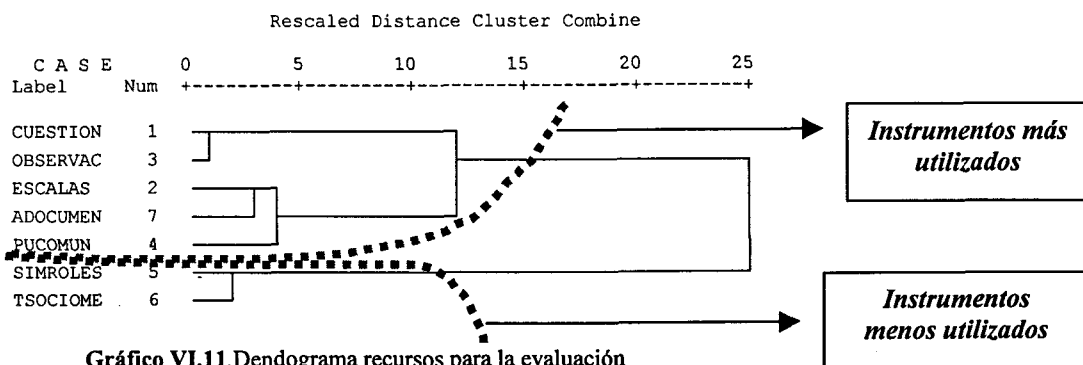 Rescaled Distance Cluster Combine
C A S E 0 5 10 15 20 25
Label Num +---------+---------+---------+---------+---------+
CUESTION 1
OBSERVAC 3
ESCALAS 2
ADOCUMEN 7
PUCOMUN 4
SIMROLES 5
TSOCIOME 6
Instrumentos más
utilizados
Instrumentos
menos utilizados
Gráfico VI.11.Dendograma recursos para la evaluación